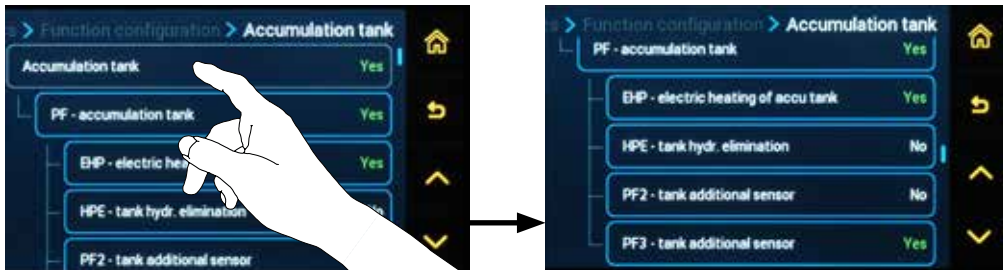 > Function configuration > Accumulation tank
Accumulation tank Yes
PF - accumulation tank Yes
EHP - electric hea Yes
HPE - tank hydr. elimination No
PF2 - tank additional sensor
s > Function configuration > Accumulation tank
PF - accumulation tank Yes
EHP - electric heating of accu tank Yes
HPE - tank hydr. elimination No
PF2 - tank additional sensor No
PF3 - tank additional sensor Yes